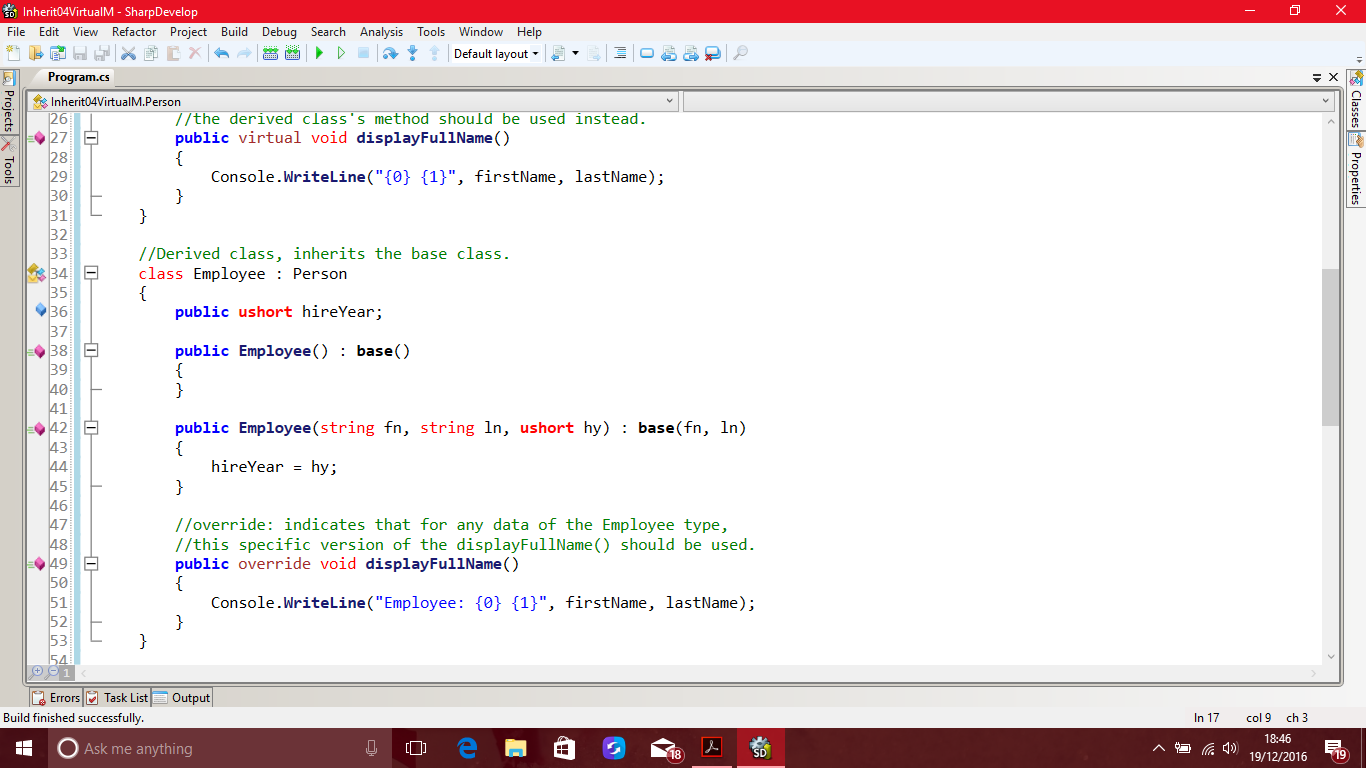 Inherit04VirtualM - SharpDevelop
File Edit View Refactor Project Build Debug Search Analysis Tools Window Help
Default layout
Program.cs
Inherit04VirtualM.Person
Projects
Tools
Classes
Properties
26 //the derived class's method should be used instead.
27 public virtual void displayFullName()
28 {
29 Console.WriteLine("{0} {1}", firstName, lastName);
30 }
31 }
32
33 //Derived class, inherits the base class.
34 class Employee : Person
35 {
36 public ushort hireYear;
37
38 public Employee() : base()
39 {
40 }
41
42 public Employee(string fn, string ln, ushort hy) : base(fn, ln)
43 {
44 hireYear = hy;
45 }
46
47 //override: indicates that for any data of the Employee type,
48 //this specific version of the displayFullName() should be used.
49 public override void displayFullName()
50 {
51 Console.WriteLine("Employee: {0} {1}", firstName, lastName);
52 }
53 }
54
1
Errors Task List Output
Build finished successfully. ln 17 col 9 ch 3
Ask me anything
18
SD
18:46
19/12/2016
19